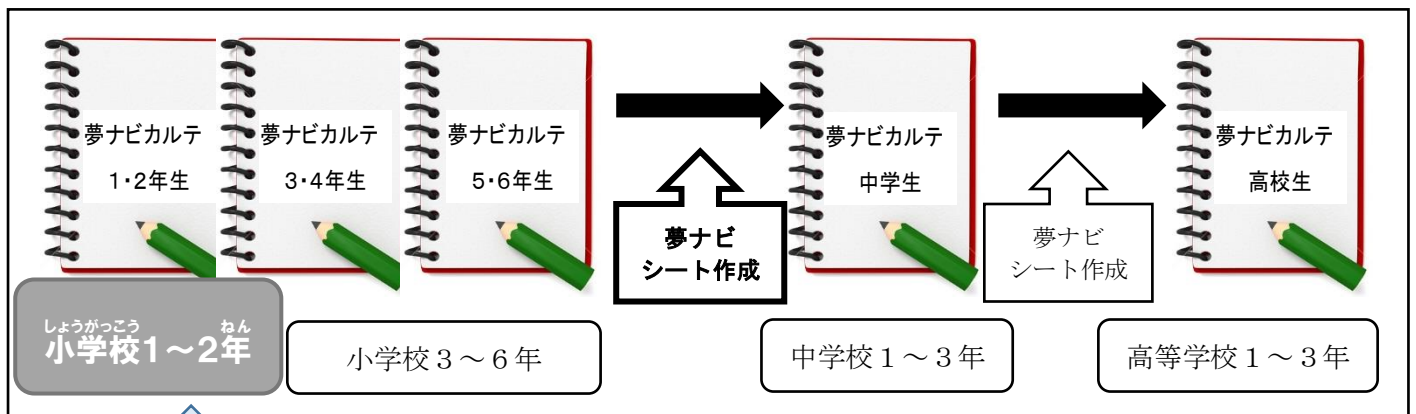 夢ナビカルテ
1・2年生
夢ナビカルテ
3・4年生
夢ナビカルテ
5・6年生
夢ナビ
シート作成
夢ナビカルテ
中学生
夢ナビ
シート作成
夢ナビカルテ
高校生
しょうがっこう ねん
小学校1～2年
小学校３～６年
中学校１～３年
高等学校１～３年